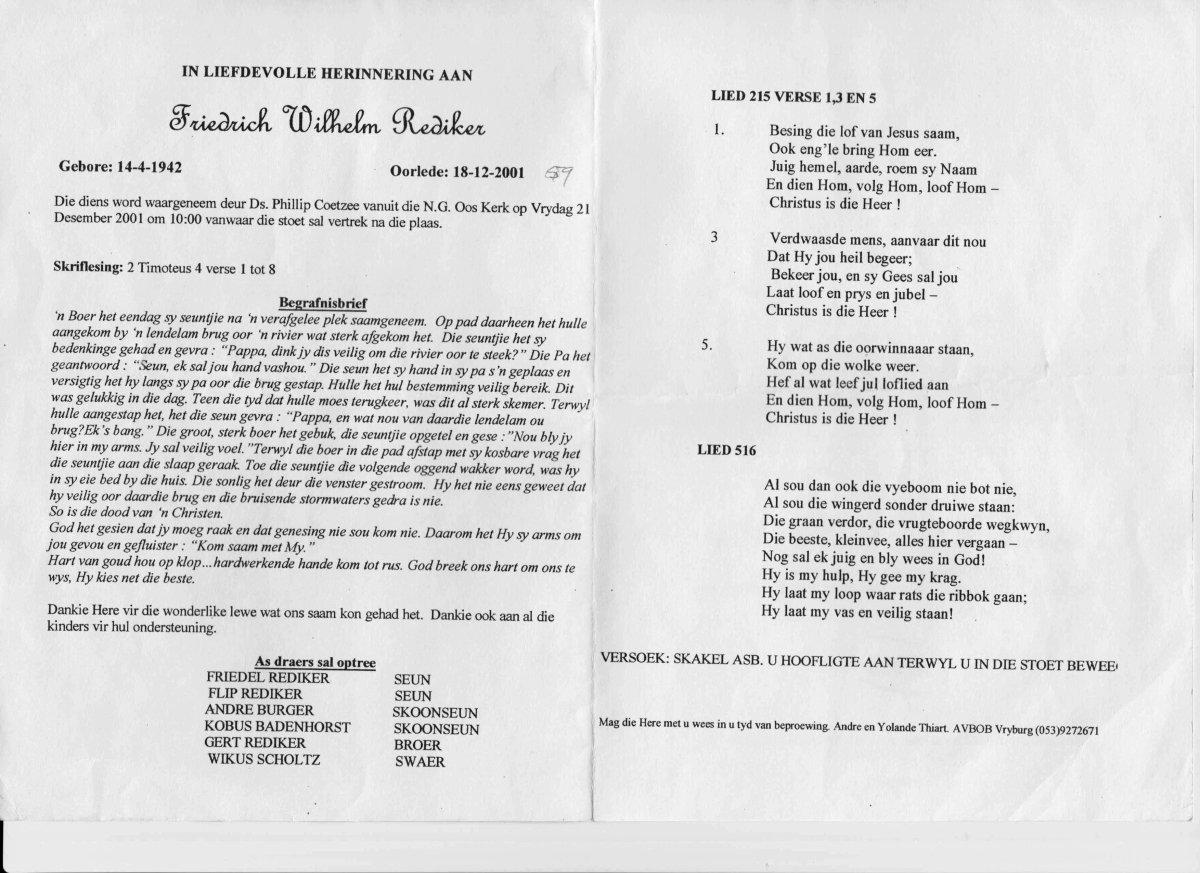 IN LIEFDEVOLLE HERINNERING AAN
Friedrich Wilhelm Rediker
Gebore: 14-4-1942 Oorlede: 18-12-2001 59
Die diens word waargeneem deur Ds. Phillip Coetzee vanuit die N.G. Oos Kerk op Vrydag 21
Desember 2001 om 10:00 vanwaar die stoet sal vertrek na die plaas.
Skriflesing: 2 Timoteus 4 verse 1 tot 8
Begrafnisbrief
‘n Boer het eendag sy seuntjie na ‘n verafgelee plek saamgeneem. Op pad daarheen het hulle
aangekom by ‘n lendelam brug oor ‘n rivier wat sterk afgekom het. Die seuntjie het sy
bedenkinge gehad en gevra : “Pappa, dink jy dis veilig om die rivier oor te steek?” Die Pa het
geantwoord : “Seun, ek sal jou hand vashou.” Die seun het sy hand in sy pa s’n geplaas en
versigtig het hy langs sy pa oor die brug gestap. Hulle het hul bestemming veilig bereik. Dit
was gelukkig in die dag. Teen die tyd dat hulle moes terugkeer, was dit al sterk skemer. Terwyl
hulle aangestap het, het die seun gevra : “Pappa, en wat nou van daardie lendelam ou
brug?Ek’s bang.” Die groot, sterk boer het gebuk, die seuntjie opgetel en gese :”Nou bly jy
hier in my arms. Jy sal veilig voel.”Terwyl die boer in die pad afstap met sy kosbare vrag het
die seuntjie aan die slaap geraak. Toe die seuntjie die volgende oggend wakker word, was hy
in sy eie bed by die huis. Die sonlig het deur die venster gestroom. Hy het nie eens geweet dat
hy veilig oor daardie brug en die bruisende stormwaters gedra is nie.
So is die dood van ‘n Christen.
God het gesien dat jy moeg raak en dat genesing nie sou kom nie. Daarom het Hy sy arms om
jou gevou en gefluister : “Kom saam met My.”
Hart van goud hou op klop...hardwerkende hande kom tot rus. God breek ons hart om ons te
wys, Hy kies net die beste.
Dankie Here vir die wonderlike lewe wat ons saam kon gehad het. Dankie ook aan al die
kinders vir hul ondersteuning.
As draers sal optree
FRIEDEL REDIKER SEUN
FLIP REDIKER SEUN
ANDRE BURGER SKOONSEUN
KOBUS BADENHORST SKOONSEUN
GERT REDIKER BROER
WIKUS SCHOLTZ SWAER
LIED 215 VERSE 1,3 EN 5
1. Besing die lof van Jesus saam,
Ook eng’le bring Hom eer.
Juig hemel, aarde, roem sy Naam
En dien Hom, volg Hom, loof Hom –
Christus is die Heer !
3 Verdwaasde mens, aanvaar dit nou
Dat Hy jou heil begeer;
Bekeer jou, en sy Gees sal jou
Laat loof en prys en jubel –
Christus is die Heer !
5. Hy wat as die oorwinnaaar staan,
Kom op die wolke weer.
Hef al wat leef jul loflied aan
En dien Hom, volg Hom, loof Hom –
Christus is die Heer !
LIED 516
Al sou dan ook die vyeboom nie bot nie,
Al sou die wingerd sonder druiwe staan:
Die graan verdor, die vrugteboorde wegkwyn,
Die beeste, kleinvee, alles hier vergaan –
Nog sal ek juig en bly wees in God!
Hy is my hulp, Hy gee my krag.
Hy laat my loop waar rats die ribbok gaan;
Hy laat my vas en veilig staan!
VERSOEK: SKAKEL ASB. U HOOFLIGTE AAN TERWYL U IN DIE STOET BEWEEG
Mag die Here met u wees in u tyd van beproewing. Andre en Yolande Thiart. AVBOB Vryburg (053)9272671